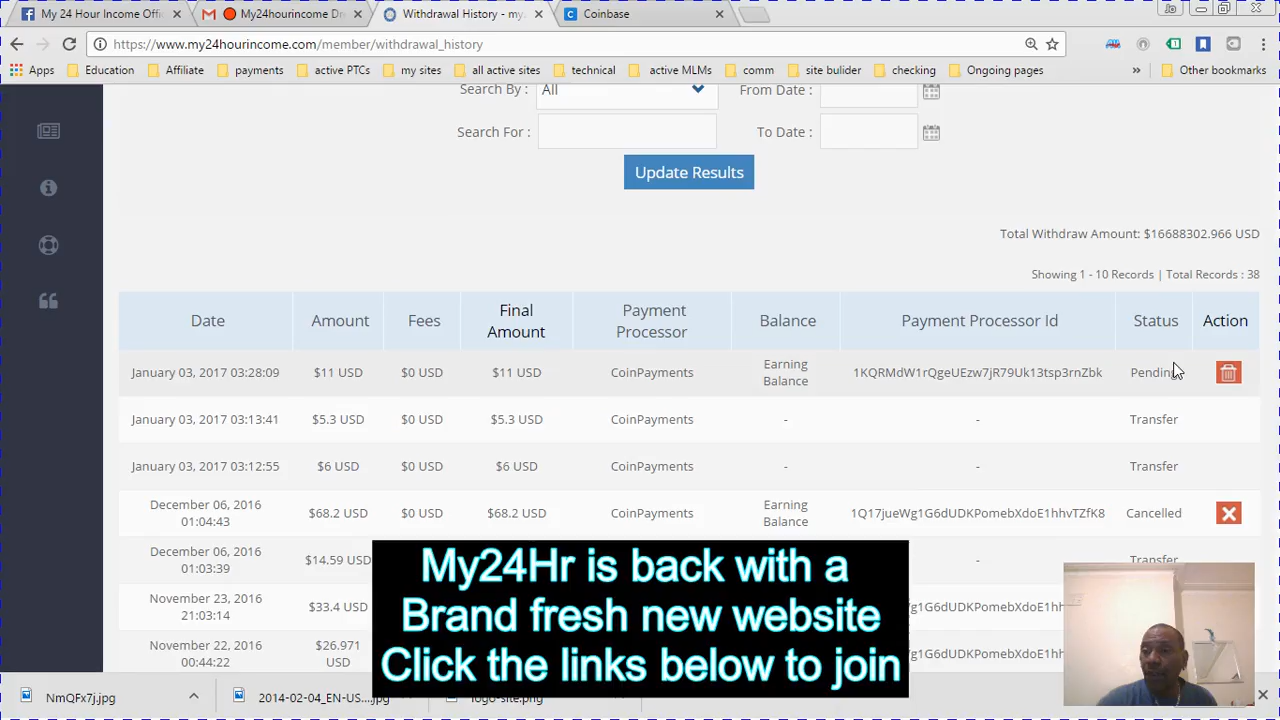 My 24 Hour Income Offi
My24hourincome Dr
Withdrawal History - my
Coinbase
https://www.my24hourincome.com/member/withdrawal_history
Apps
Education
Affiliate
payments
active PTCs
my sites
all active sites
technical
active MLMs
comm
site builder
checking
Ongoing pages
»
Other bookmarks
Search By :
All
From Date :
Search For :
To Date :
Update Results
Total Withdraw Amount: $16688302.966 USD
Showing 1 - 10 Records | Total Records : 38
Date Amount Fees Final Amount Payment Processor Balance Payment Processor Id Status Action
January 03, 2017 03:28:09 $11 USD $0 USD $11 USD CoinPayments Earning Balance 1KQRMdW1rQgeUEzw7jR79Uk13tsp3rnZbk Pending
January 03, 2017 03:13:41 $5.3 USD $0 USD $5.3 USD CoinPayments - - Transfer
January 03, 2017 03:12:55 $6 USD $0 USD $6 USD CoinPayments - - Transfer
December 06, 2016 01:04:43 $68.2 USD $0 USD $68.2 USD CoinPayments Earning Balance 1Q17jueWg1G6dUDKPomebXdoE1hhvTZfK8 Cancelled
December 06, 2016 01:03:39 $14.59 USD - Transfer
November 23, 2016 21:03:14 $33.4 USD
November 22, 2016 00:44:22 $26.971 USD
My24Hr is back with a
Brand fresh new website
Click the links below to join
NmQFx7j.jpg
2014-02-04_EN-US
logo-site.png